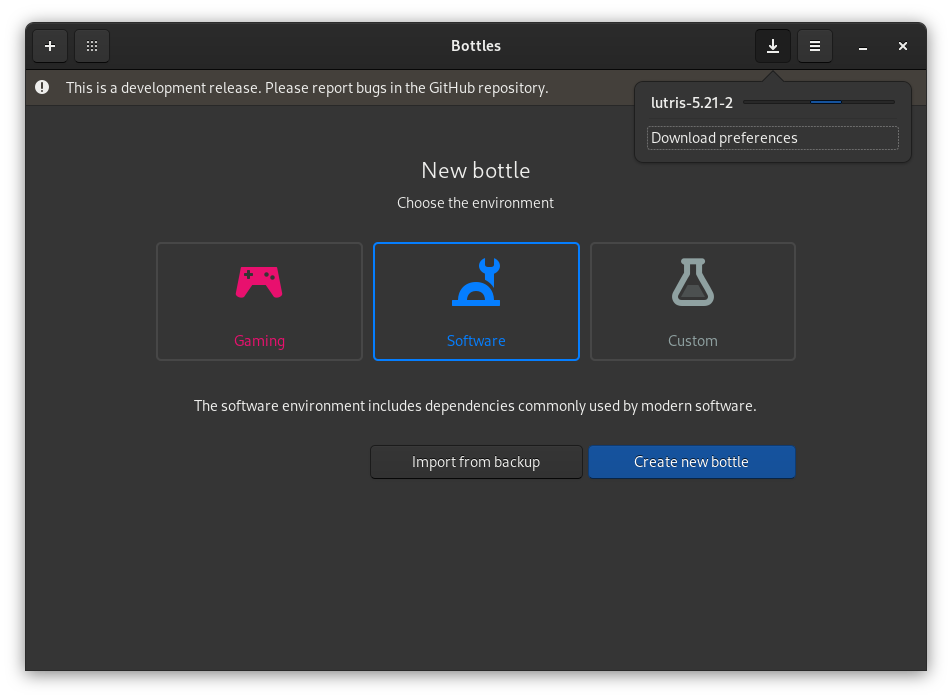 Bottles
This is a development release. Please report bugs in the GitHub repository.
lutris-5.21-2
Download preferences
New bottle
Choose the environment
Gaming
Software
Custom
The software environment includes dependencies commonly used by modern software.
Import from backup
Create new bottle